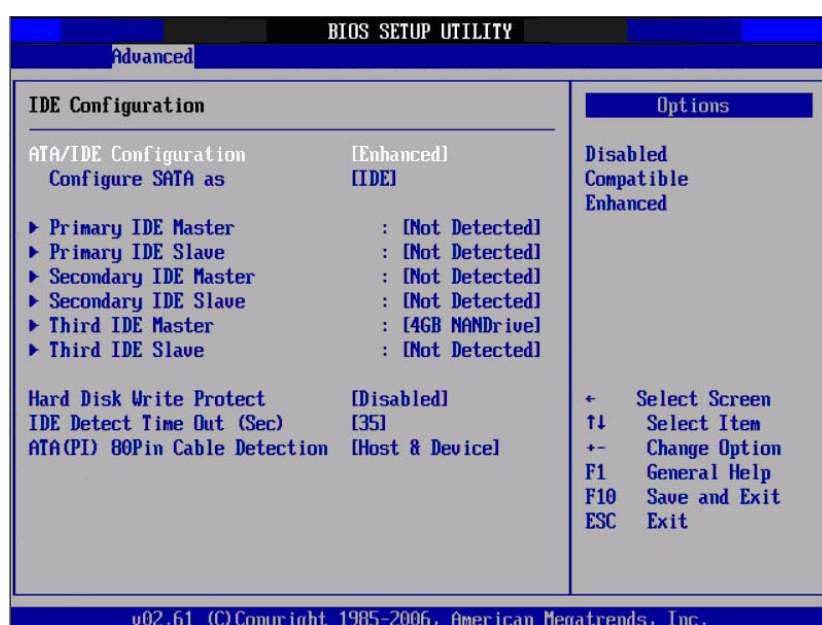 BIOS SETUP UTILITY
Advanced
IDE Configuration
ATA/IDE Configuration [Enhanced]
Configure SATA as [IDE]
Primary IDE Master : [Not Detected]
Primary IDE Slave : [Not Detected]
Secondary IDE Master : [Not Detected]
Secondary IDE Slave : [Not Detected]
Third IDE Master : [4GB NANDrive]
Third IDE Slave : [Not Detected]
Hard Disk Write Protect [Disabled]
IDE Detect Time Out (Sec) [35]
ATA(PI) 80Pin Cable Detection [Host & Device]
Options
Disabled
Compatible
Enhanced
← Select Screen
↑↓ Select Item
+- Change Option
F1 General Help
F10 Save and Exit
ESC Exit
v02.61 (C)Copyright 1985-2006, American Megatrends, Inc.